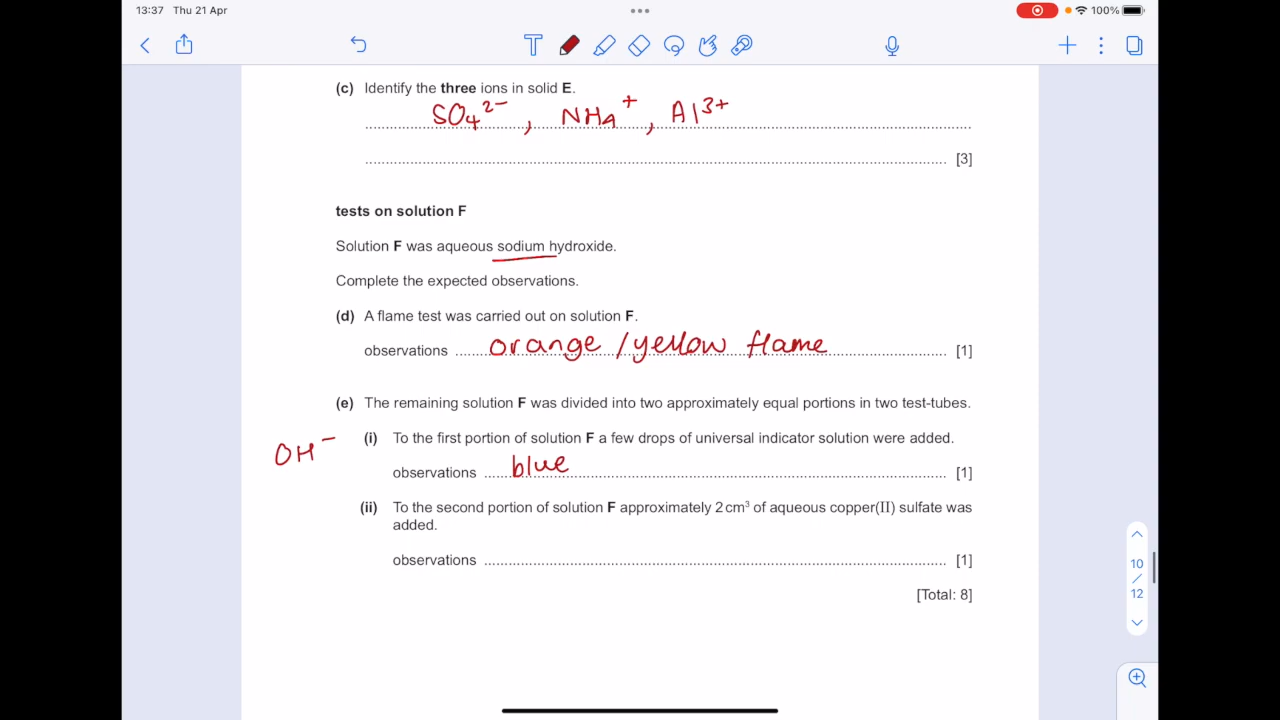 13:37 Thu 21 Apr
100%
(c) Identify the three ions in solid E.
SO₄²⁻, NH₄⁺, Al³⁺
[3]
tests on solution F
Solution F was aqueous sodium hydroxide.
Complete the expected observations.
(d) A flame test was carried out on solution F.
observations orange/yellow flame [1]
(e) The remaining solution F was divided into two approximately equal portions in two test-tubes.
OH⁻
(i) To the first portion of solution F a few drops of universal indicator solution were added.
observations blue [1]
(ii) To the second portion of solution F approximately 2 cm³ of aqueous copper(II) sulfate was
added.
observations [1]
[Total: 8]
10
/
12